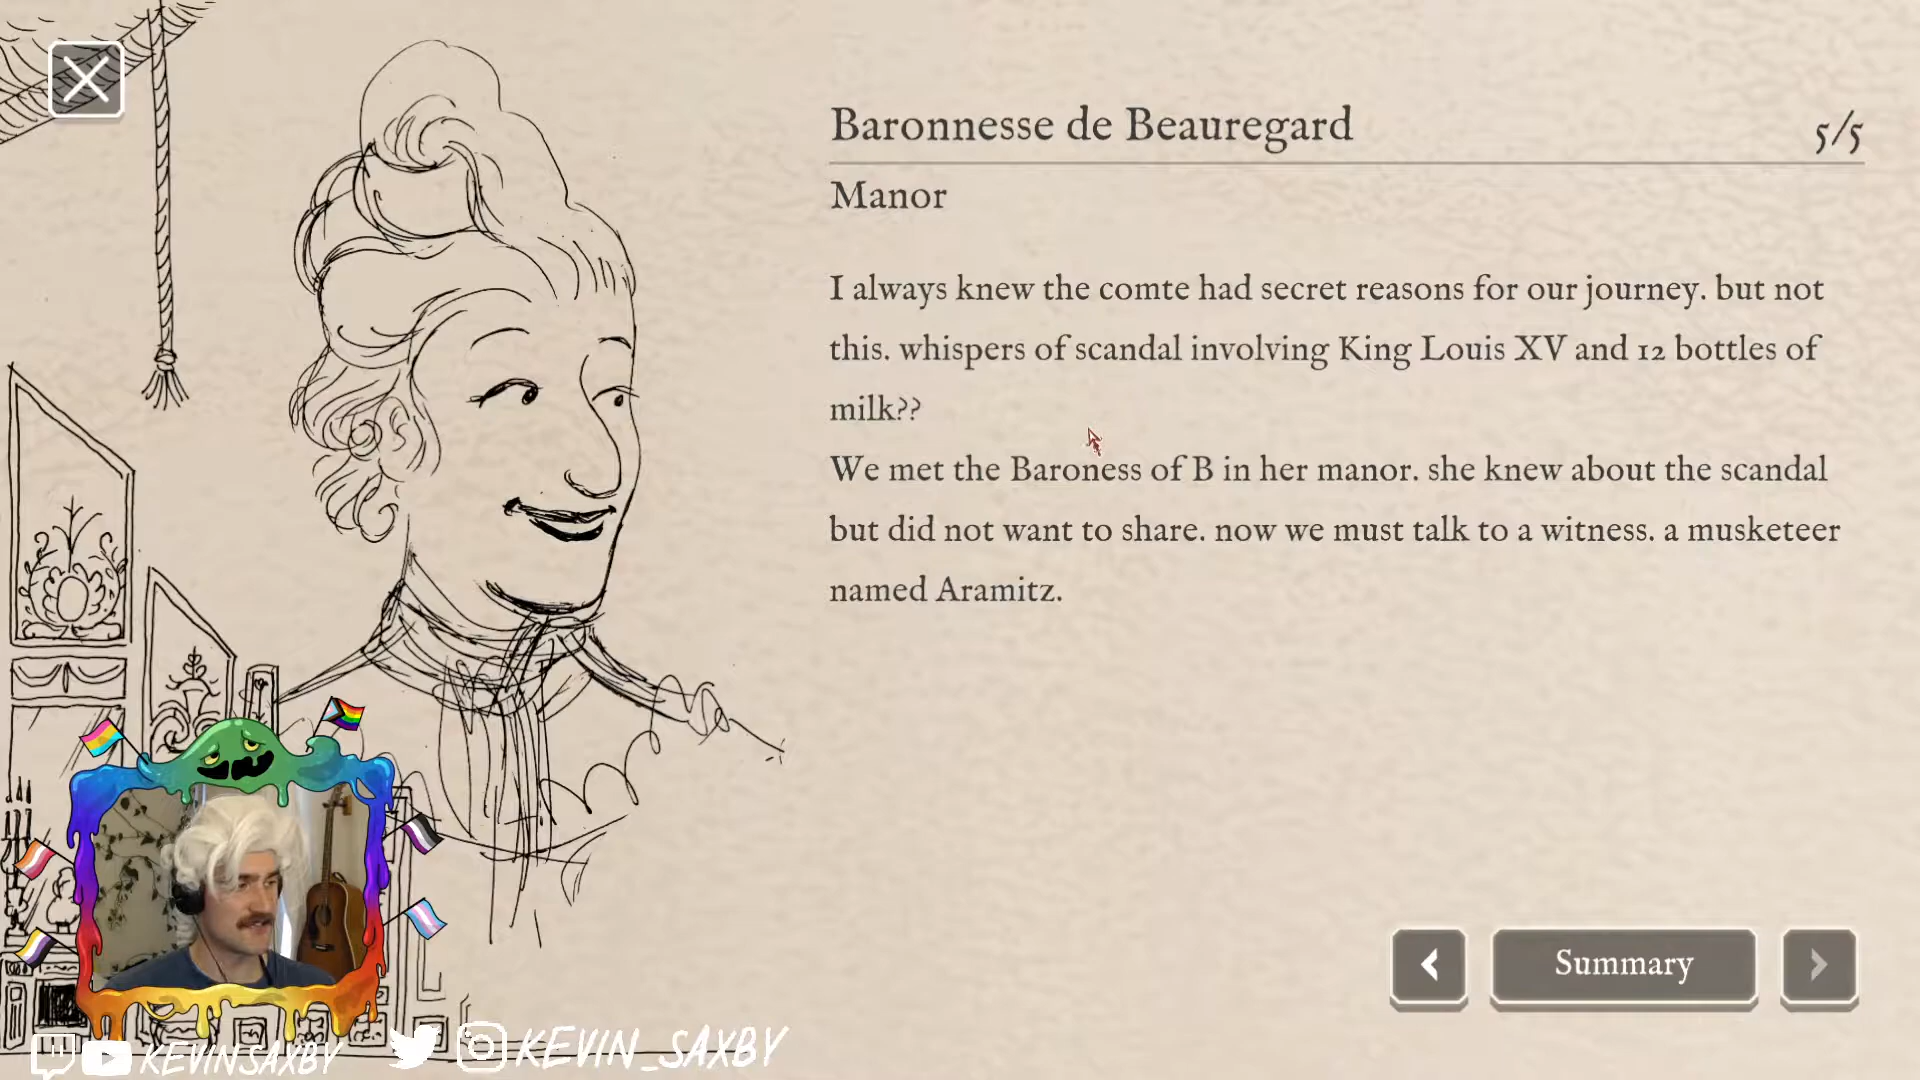 Baronnesse de Beauregard
5/5
Manor
I always knew the comte had secret reasons for our journey. but not
this. whispers of scandal involving King Louis XV and 12 bottles of
milk??
We met the Baroness of B in her manor. she knew about the scandal
but did not want to share. now we must talk to a witness. a musketeer
named Aramitz.
Summary
KEVINSAXBY
KEVIN_SAXBY